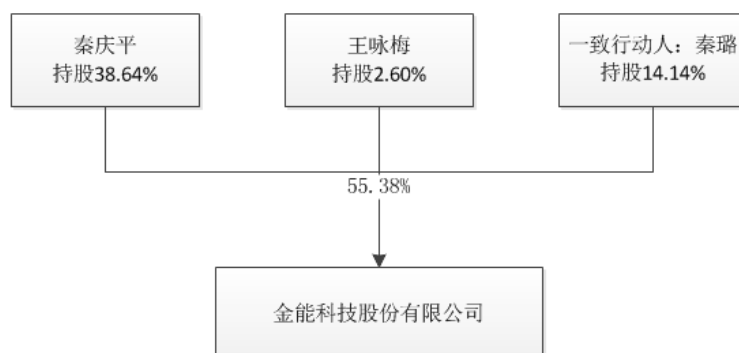 秦庆平
持股38.64%
王咏梅
持股2.60%
一致行动人：秦璐
持股14.14%
55.38%
金能科技股份有限公司